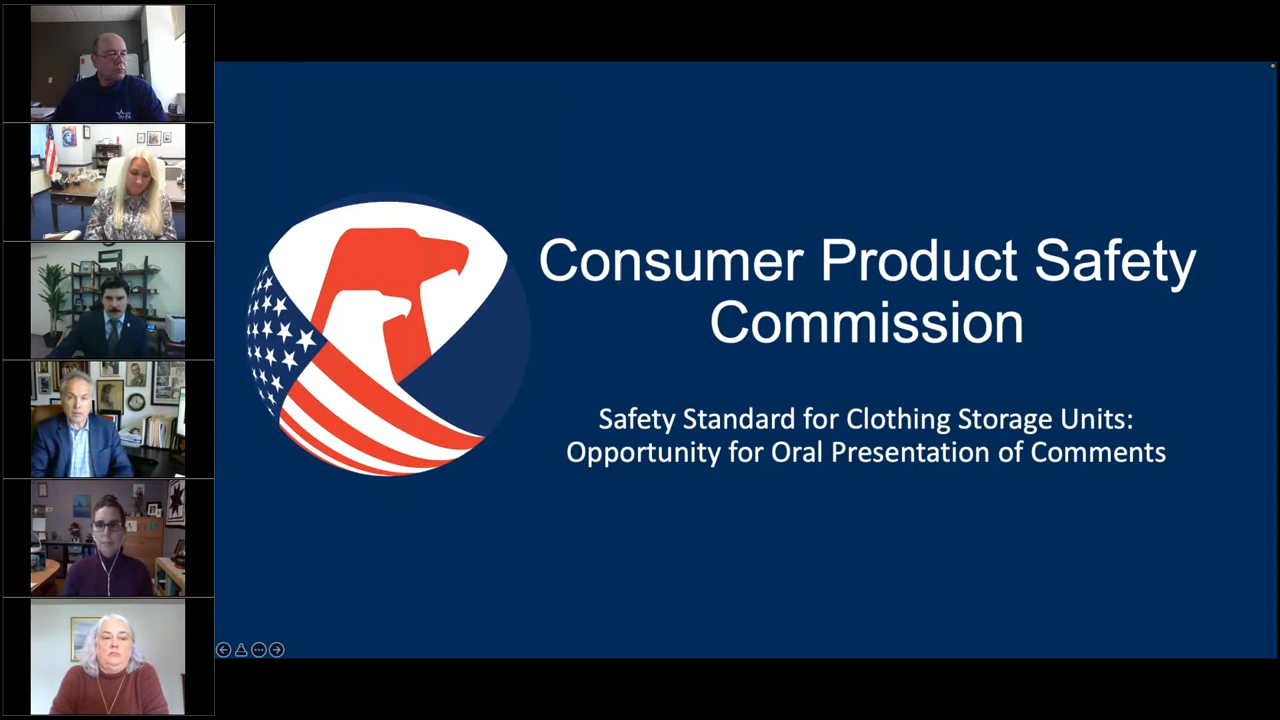 Consumer Product Safety
Commission
Safety Standard for Clothing Storage Units:
Opportunity for Oral Presentation of Comments